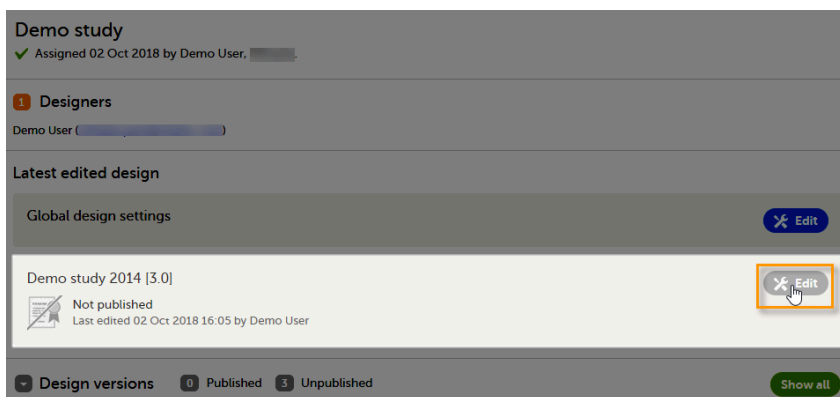 Demo study
Assigned 02 Oct 2018 by Demo User, .
1 Designers
Demo User ( )
Latest edited design
Global design settings
Edit
Demo study 2014 [3.0]
Edit
Not published
Last edited 02 Oct 2018 16:05 by Demo User
Design versions 0 Published 3 Unpublished
Show all